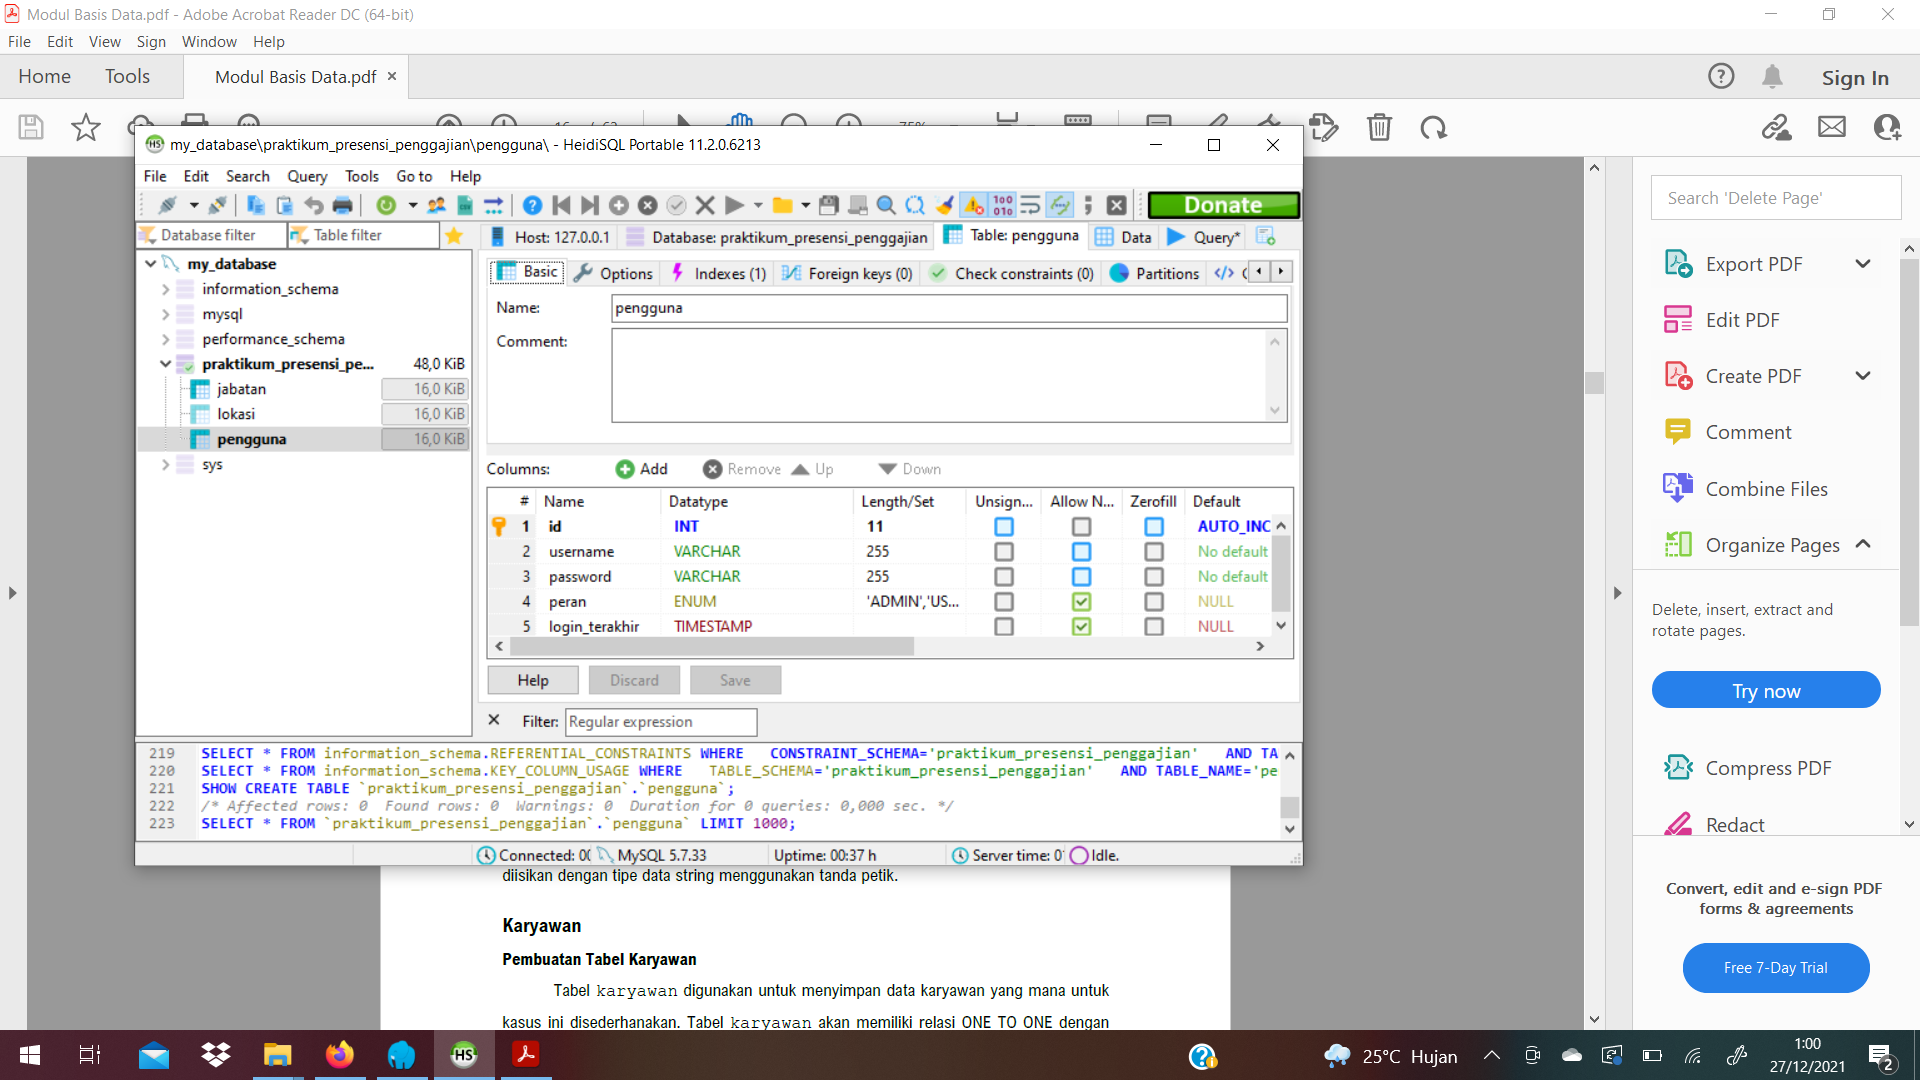 Modul Basis Data.pdf - Adobe Acrobat Reader DC (64-bit)
File Edit View Sign Window Help
Home Tools Modul Basis Data.pdf × Sign In
my_database\praktikum_presensi_penggajian\pengguna\ - HeidiSQL Portable 11.2.0.6213
File Edit Search Query Tools Go to Help
Donate
Database filter Table filter
Host: 127.0.0.1 Database: praktikum_presensi_penggajian Table: pengguna Data Query*
Basic Options Indexes (1) Foreign keys (0) Check constraints (0) Partitions
my_database
information_schema
mysql
performance_schema
praktikum_presensi_pe... 48,0 KiB
jabatan 16,0 KiB
lokasi 16,0 KiB
pengguna 16,0 KiB
sys
Name: pengguna
Comment:
Columns: Add Remove Up Down
# Name Datatype Length/Set Unsign... Allow N... Zerofill Default
1 id INT 11 AUTO_INC
2 username VARCHAR 255 No default
3 password VARCHAR 255 No default
4 peran ENUM 'ADMIN','US... NULL
5 login_terakhir TIMESTAMP NULL
Help Discard Save
Filter: Regular expression
219 SELECT * FROM information_schema.REFERENTIAL_CONSTRAINTS WHERE CONSTRAINT_SCHEMA='praktikum_presensi_penggajian' AND TA
220 SELECT * FROM information_schema.KEY_COLUMN_USAGE WHERE TABLE_SCHEMA='praktikum_presensi_penggajian' AND TABLE_NAME='pe
221 SHOW CREATE TABLE `praktikum_presensi_penggajian`.`pengguna`;
222 /* Affected rows: 0 Found rows: 0 Warnings: 0 Duration for 0 queries: 0,000 sec. */
223 SELECT * FROM `praktikum_presensi_penggajian`.`pengguna` LIMIT 1000;
Connected: 00 MySQL 5.7.33 Uptime: 00:37 h Server time: 0 Idle.
diisikan dengan tipe data string menggunakan tanda petik.
Karyawan
Pembuatan Tabel Karyawan
Tabel karyawan digunakan untuk menyimpan data karyawan yang mana untuk
kasus ini disederhanakan. Tabel karyawan akan memiliki relasi ONE TO ONE dengan
Search 'Delete Page'
Export PDF
Edit PDF
Create PDF
Comment
Combine Files
Organize Pages
Delete, insert, extract and
rotate pages.
Try now
Compress PDF
Redact
Convert, edit and e-sign PDF
forms & agreements
Free 7-Day Trial
HS
25°C Hujan
1:00
27/12/2021
2